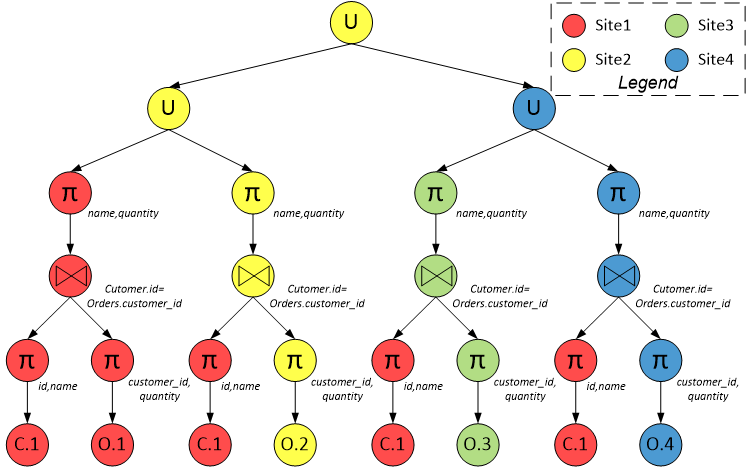 U
Site1
Site3
Site2
Site4
Legend
U
U
π
π
π
π
name,quantity
name,quantity
name,quantity
name,quantity
Cutomer.id=
Orders.customer_id
Cutomer.id=
Orders.customer_id
Cutomer.id=
Orders.customer_id
Cutomer.id=
Orders.customer_id
π
π
π
π
π
π
π
π
id,name
customer_id,
quantity
id,name
customer_id,
quantity
id,name
customer_id,
quantity
id,name
customer_id,
quantity
C.1
O.1
C.1
O.2
C.1
O.3
C.1
O.4